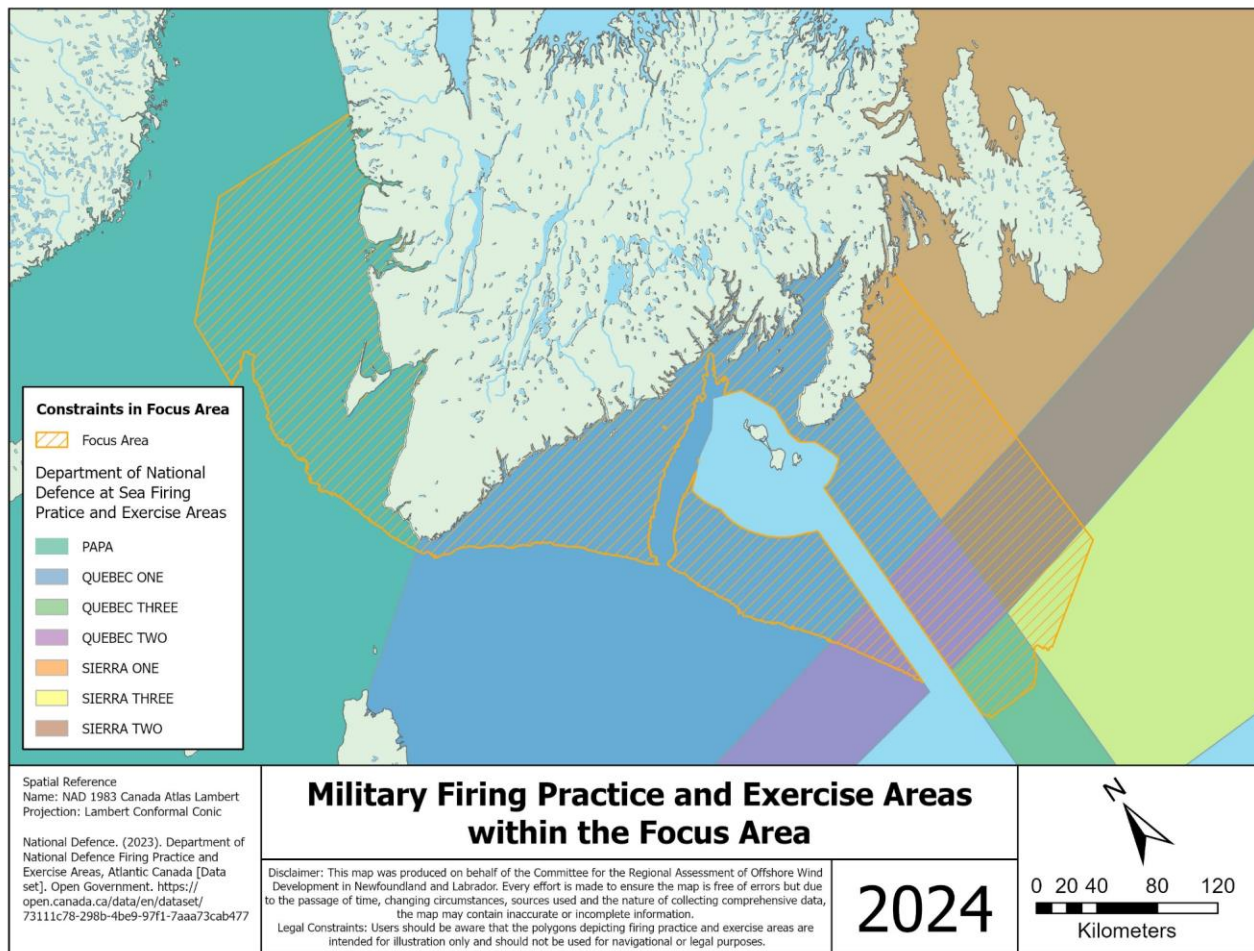 Constraints in Focus Area
Focus Area
Department of National
Defence at Sea Firing
Pratice and Exercise Areas
PAPA
QUEBEC ONE
QUEBEC THREE
QUEBEC TWO
SIERRA ONE
SIERRA THREE
SIERRA TWO
Spatial Reference
Name: NAD 1983 Canada Atlas Lambert
Projection: Lambert Conformal Conic
National Defence. (2023). Department of
National Defence Firing Practice and
Exercise Areas, Atlantic Canada [Data
set]. Open Government. https://
open.canada.ca/data/en/dataset/
73111c78-298b-4be9-97f1-7aaa73cab477
Military Firing Practice and Exercise Areas
within the Focus Area
Disclaimer: This map was produced on behalf of the Committee for the Regional Assessment of Offshore Wind
Development in Newfoundland and Labrador. Every effort is made to ensure the map is free of errors but due
to the passage of time, changing circumstances, sources used and the nature of collecting comprehensive data,
the map may contain inaccurate or incomplete information.
Legal Constraints: Users should be aware that the polygons depicting firing practice and exercise areas are
intended for illustration only and should not be used for navigational or legal purposes.
2024
N
0 20 40 80 120
Kilometers